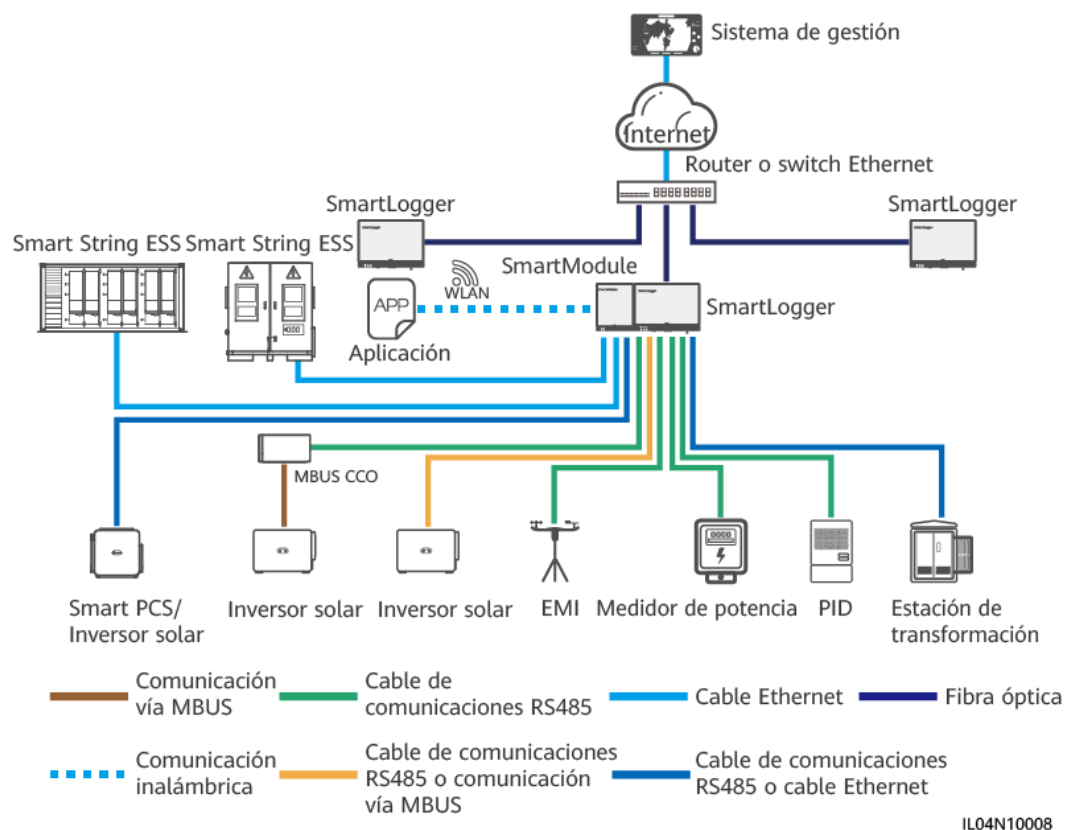 Sistema de gestión
Internet
Router o switch Ethernet
SmartLogger
SmartLogger
Smart String ESS
Smart String ESS
WLAN
SmartModule
APP
SmartLogger
Aplicación
MBUS CCO
Smart PCS/
Inversor solar
Inversor solar
Inversor solar
EMI
Medidor de potencia
PID
Estación de
transformación
Comunicación
vía MBUS
Cable de
comunicaciones RS485
Cable Ethernet
Fibra óptica
Comunicación
inalámbrica
Cable de comunicaciones
RS485 o comunicación
vía MBUS
Cable de comunicaciones
RS485 o cable Ethernet
IL04N10008